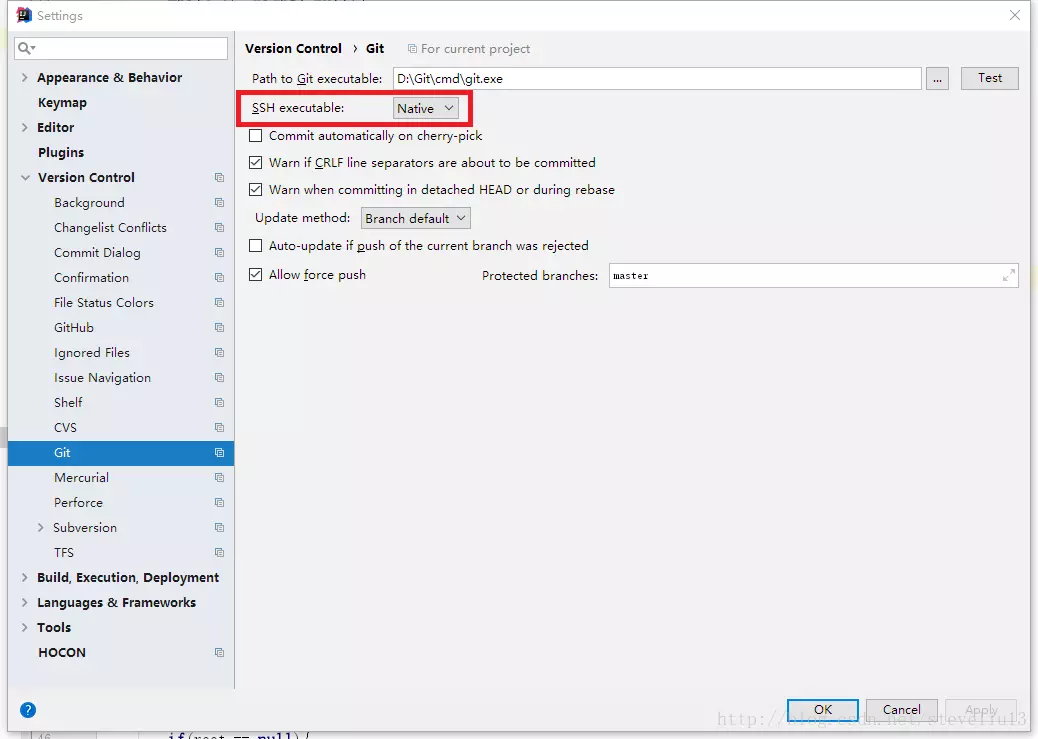 Settings
Version Control › Git For current project
Appearance & Behavior
Keymap
Editor
Plugins
Version Control
Background
Changelist Conflicts
Commit Dialog
Confirmation
File Status Colors
GitHub
Ignored Files
Issue Navigation
Shelf
CVS
Git
Mercurial
Perforce
Subversion
TFS
Build, Execution, Deployment
Languages & Frameworks
Tools
HOCON
Path to Git executable: D:\Git\cmd\git.exe ... Test
SSH executable: Native
Commit automatically on cherry-pick
Warn if CRLF line separators are about to be committed
Warn when committing in detached HEAD or during rebase
Update method: Branch default
Auto-update if push of the current branch was rejected
Allow force push Protected branches: master
? OK Cancel Apply
http://blog.csdn.net/steveliu13
46 if(root == null){